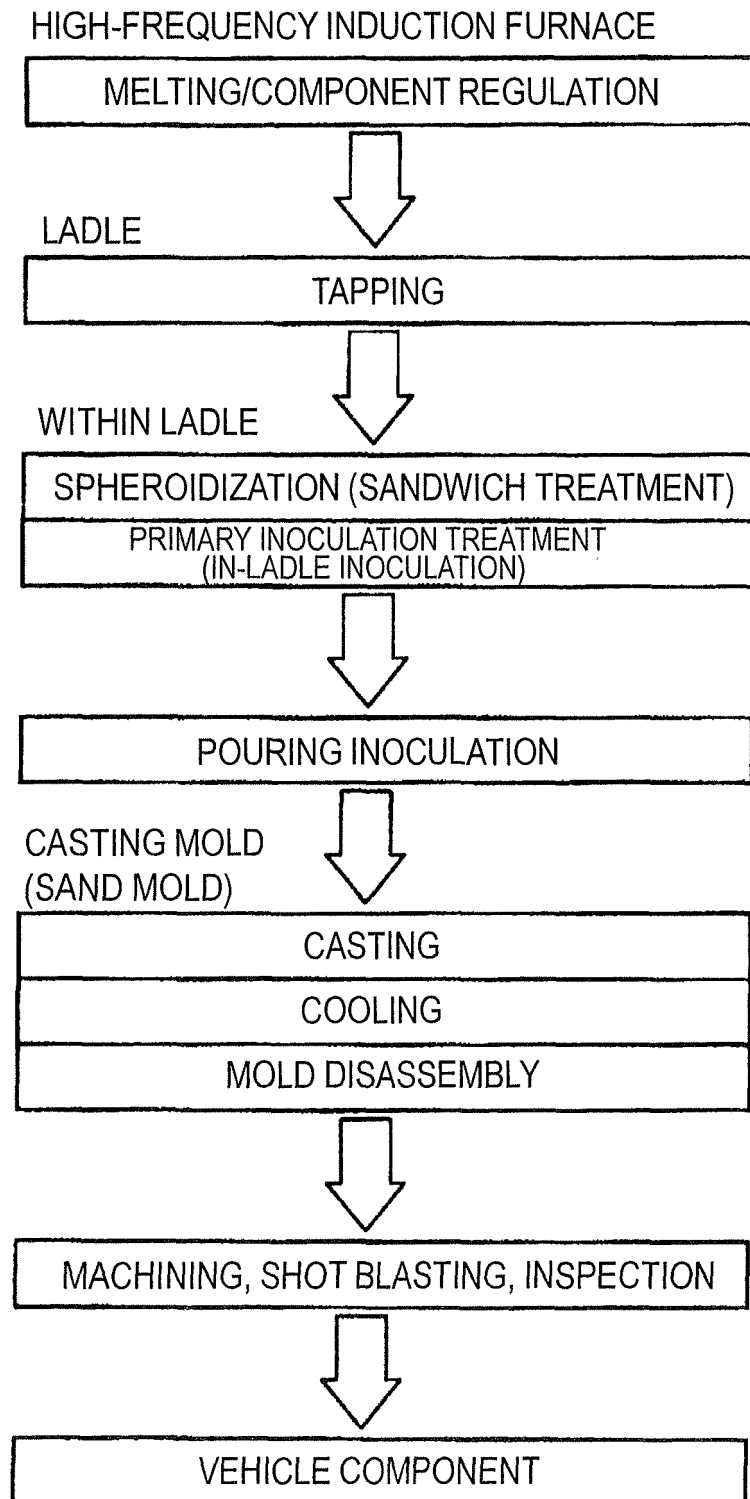 HIGH-FREQUENCY INDUCTION FURNACE
MELTING/COMPONENT REGULATION
LADLE
TAPPING
WITHIN LADLE
SPHEROIDIZATION (SANDWICH TREATMENT)
PRIMARY INOCULATION TREATMENT
(IN-LADLE INOCULATION)
POURING INOCULATION
CASTING MOLD
(SAND MOLD)
CASTING
COOLING
MOLD DISASSEMBLY
MACHINING, SHOT BLASTING, INSPECTION
VEHICLE COMPONENT